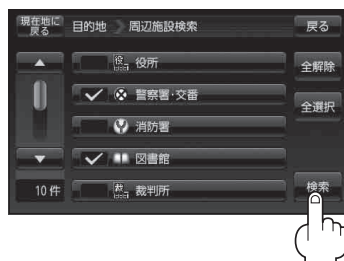 現在地に
戻る
目的地
周辺施設検索
戻る
役所
全解除
警察署・交番
全選択
消防署
図書館
10件
裁判所
検索